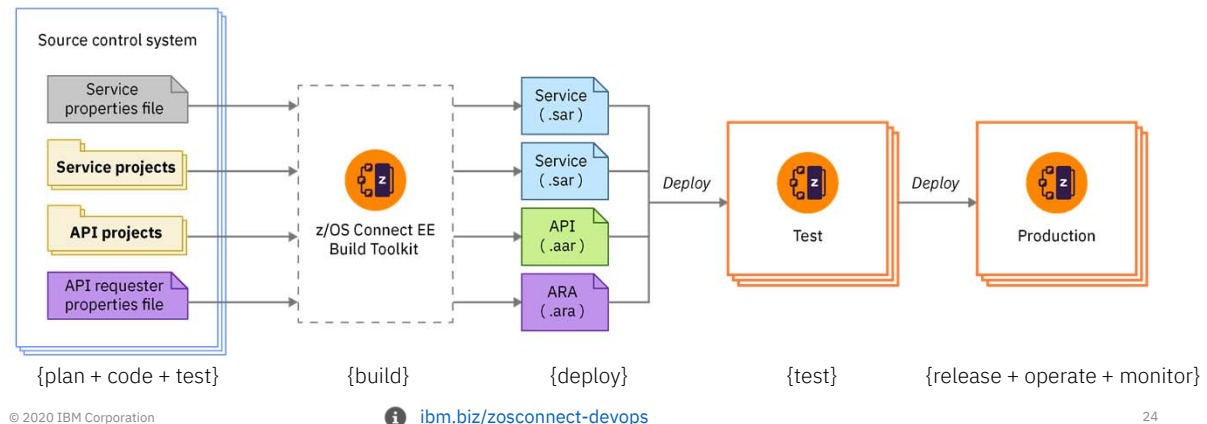 Source control system
Service
properties file
Service projects
API projects
API requester
properties file
z
z/OS Connect EE
Build Toolkit
Service
( .sar )
Service
( .sar )
API
( .aar )
ARA
( .ara )
Deploy
z
Test
Deploy
z
Production
{plan + code + test}
{build}
{deploy}
{test}
{release + operate + monitor}
© 2020 IBM Corporation
i
ibm.biz/zosconnect-devops
24